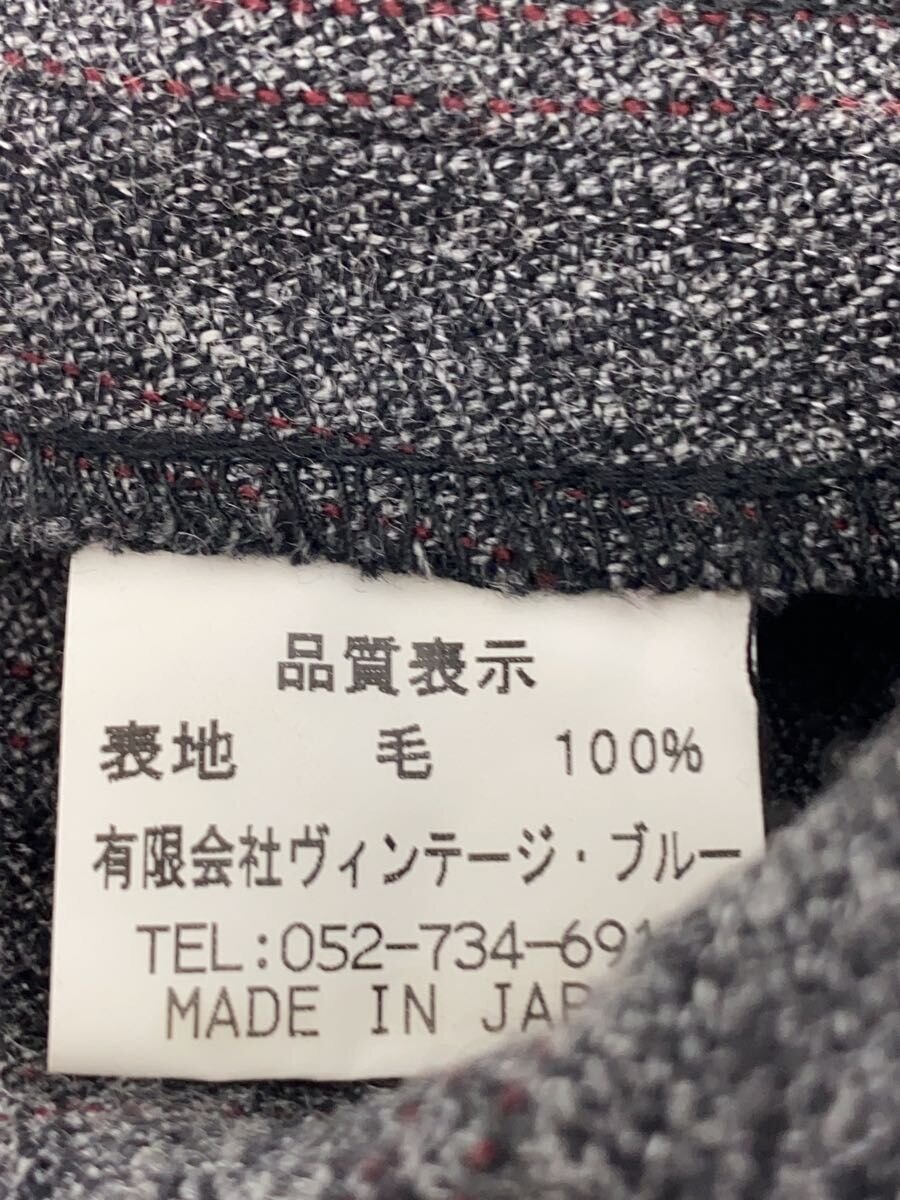 品質表示
表地 毛 100%
有限会社ヴィンテージ・ブルー
TEL:052-734-691
MADE IN